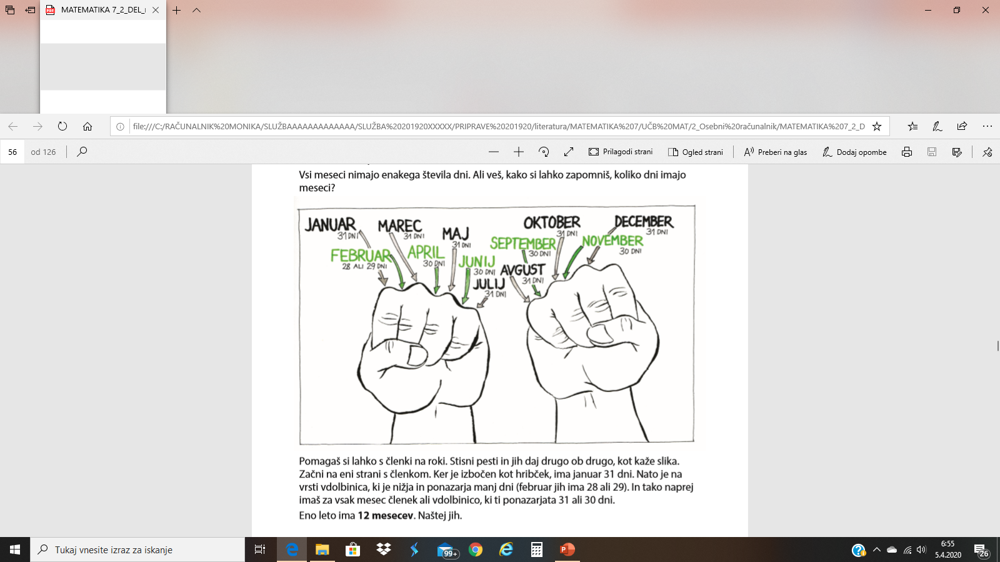 MATEMATIKA 7_2_DEL_
file:///C:/RAČUNALNIK%20MONIKA/SLUŽBAAAAAAAAAAAAA/SLUŽBA%20201920XXXXX/PRIPRAVE%20201920/literatura/MATEMATIKA%207/UČB%20MAT/2_Osebni%20računalnik/MATEMATIKA%207_2_D
56 od 126 Prilagodi strani Ogled strani Preberi na glas Dodaj opombe
Vsi meseci nimajo enakega števila dni. Ali veš, kako si lahko zapomniš, koliko dni imajo
meseci?
JANUAR
31 DNI
FEBRUAR
28 ALI 29 DNI
MAREC
31 DNI
APRIL
30 DNI
MAJ
31 DNI
JUNIJ
30 DNI
JULIJ
31 DNI
AVGUST
31 DNI
SEPTEMBER
30 DNI
OKTOBER
31 DNI
NOVEMBER
30 DNI
DECEMBER
31 DNI
Pomagaš si lahko s členki na roki. Stisni pesti in jih daj drugo ob drugo, kot kaže slika.
Začni na eni strani s členkom. Ker je izbočen kot hribček, ima januar 31 dni. Nato je na
vrsti vdolbinica, ki je nižja in ponazarja manj dni (februar jih ima 28 ali 29). In tako naprej
imaš za vsak mesec členek ali vdolbinico, ki ti ponazarjata 31 ali 30 dni.
Eno leto ima 12 mesecev. Naštej jih.
Tukaj vnesite izraz za iskanje
99+
6:55
5.4.2020
26